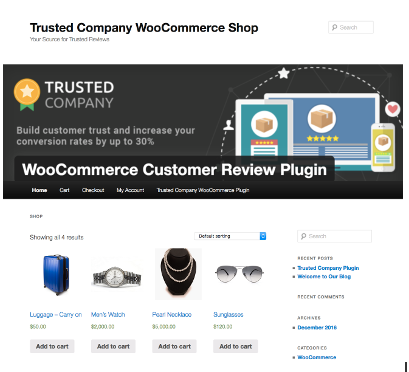 Trusted Company WooCommerce Shop
Your Source for Trusted Reviews
Search
TRUSTED
COMPANY
Build customer trust and increase your
conversion rates by up to 30%
WooCommerce Customer Review Plugin
Home Cart Checkout My Account Trusted Company WooCommerce Plugin
SHOP
Showing all 4 results
Default sorting
Search
RECENT POSTS
Trusted Company Plugin
Welcome to Our Blog
RECENT COMMENTS
ARCHIVES
December 2016
CATEGORIES
WooCommerce
Luggage – Carry on
$50.00
Add to cart
Men's Watch
$2,000.00
Add to cart
Pearl Necklace
$5,000.00
Add to cart
Sunglasses
$120.00
Add to cart